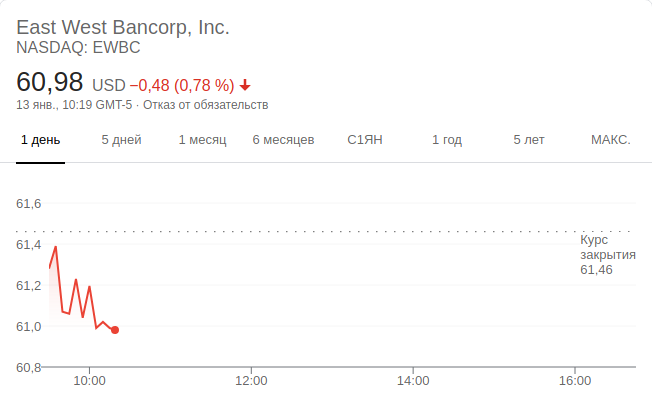 East West Bancorp, Inc.
NASDAQ: EWBC
60,98 USD −0,48 (0,78 %)
13 янв., 10:19 GMT-5 · Отказ от обязательств
1 день 5 дней 1 месяц 6 месяцев С1ЯН 1 год 5 лет МАКС.
61,6
61,4
61,2
61,0
60,8
Курс
закрытия
61,46
10:00 12:00 14:00 16:00